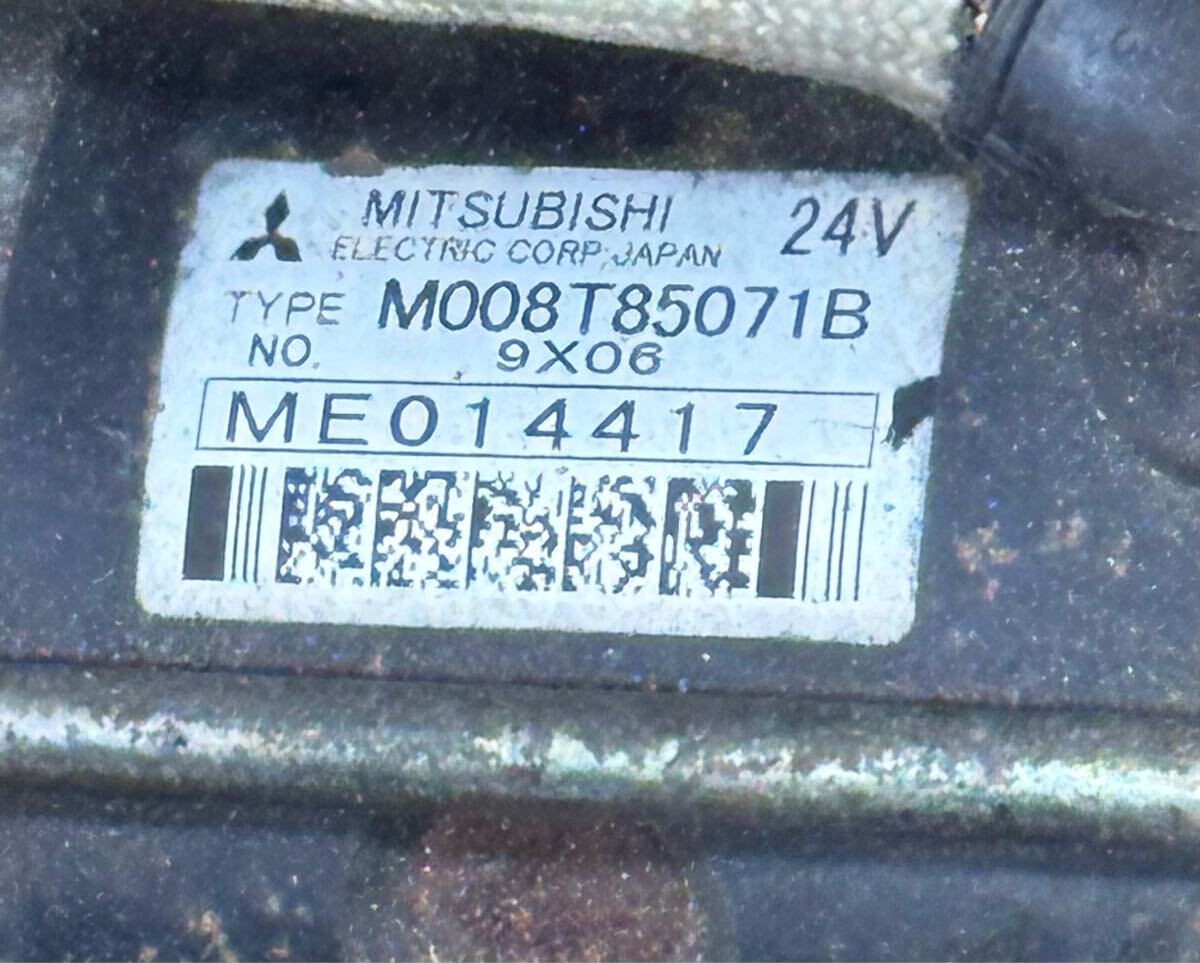 MITSUBISHI 24V
ELECTRIC CORP. JAPAN
TYPE M008T85071B
NO. 9X06
ME014417